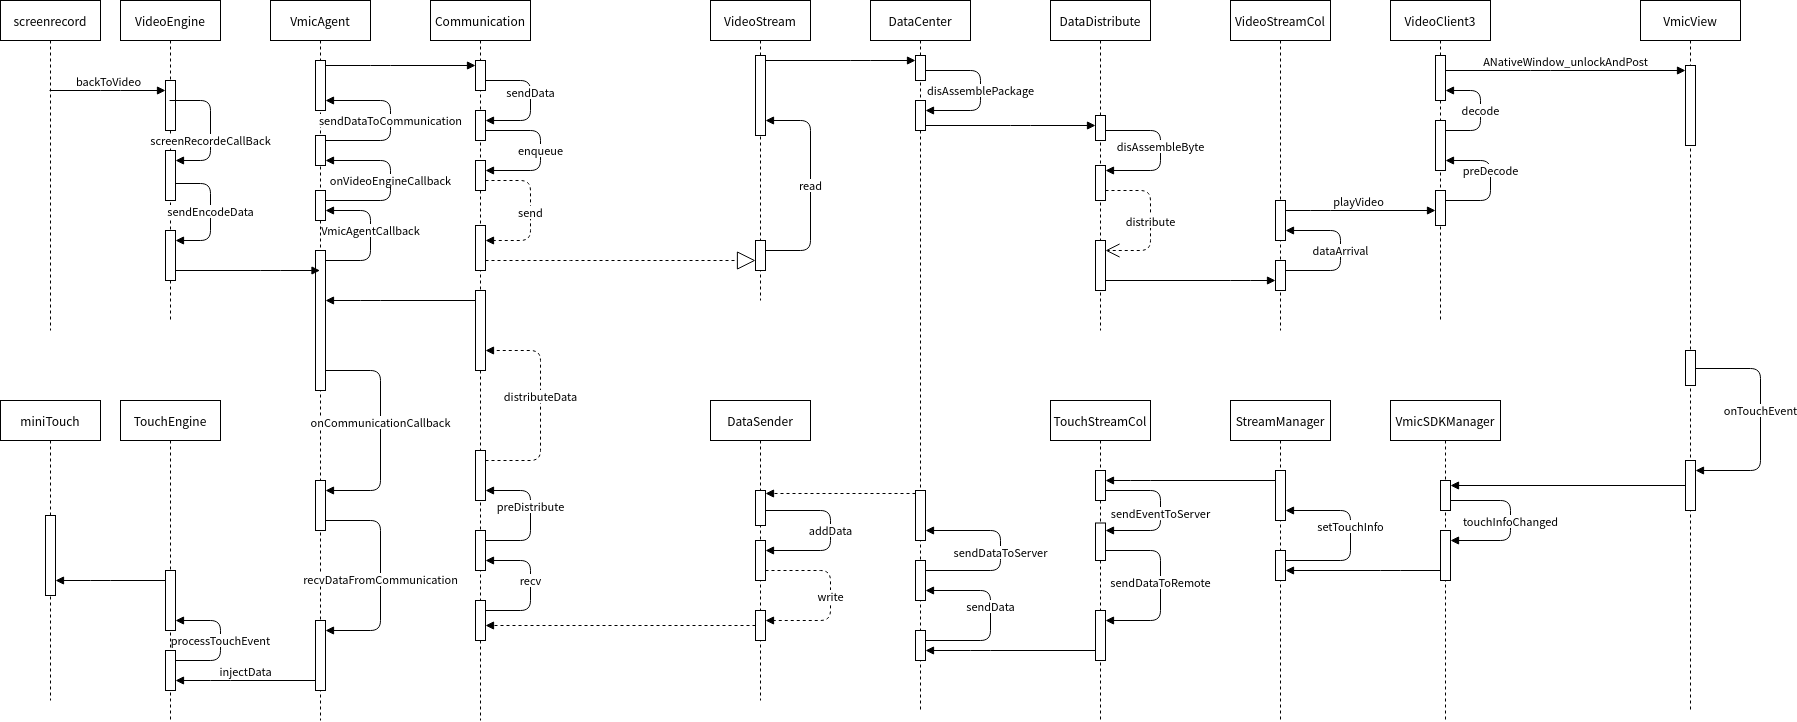 screenrecord
VideoEngine
VmicAgent
Communication
VideoStream
DataCenter
DataDistribute
VideoStreamCol
VideoClient3
VmicView
ANativeWindow_unlockAndPost
backToVideo
sendData
disAssemblePackage
decode
sendDataToCommunication
screenRecordeCallBack
enqueue
disAssembleByte
preDecode
onVideoEngineCallback
read
playVideo
sendEncodeData
send
distribute
VmicAgentCallback
dataArrival
distributeData
onTouchEvent
miniTouch
TouchEngine
onCommunicationCallback
DataSender
TouchStreamCol
StreamManager
VmicSDKManager
preDistribute
sendEventToServer
touchInfoChanged
setTouchInfo
addData
sendDataToServer
recvDataFromCommunication
recv
sendDataToRemote
write
sendData
processTouchEvent
injectData